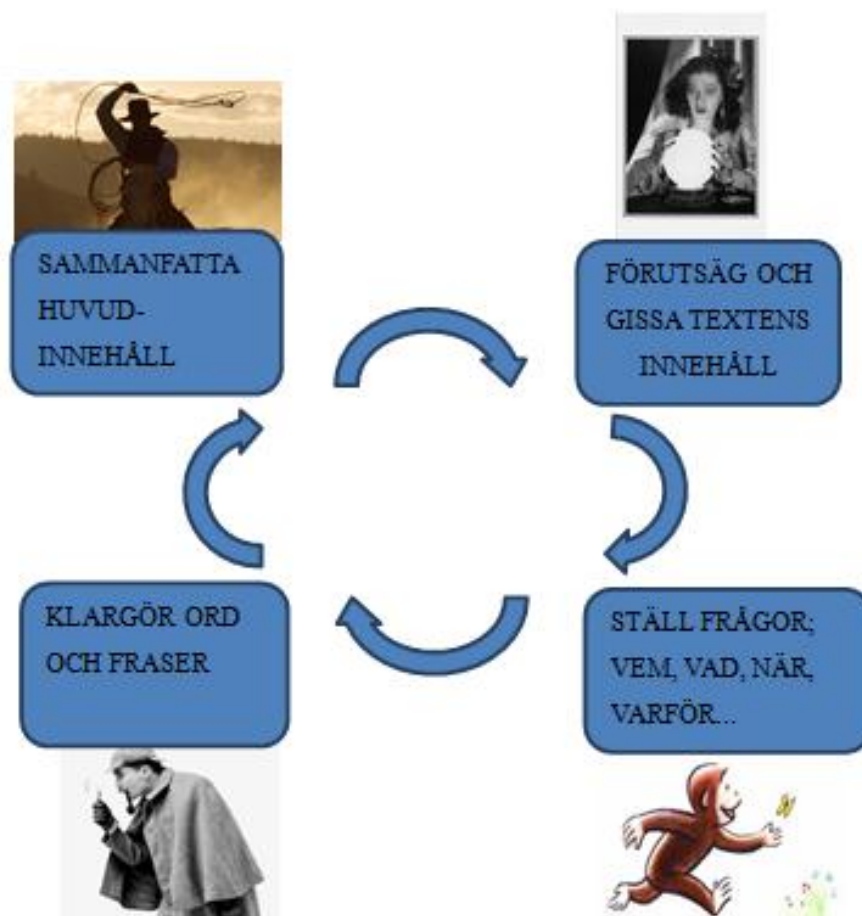 SAMMANFATTA
HUVUD-
INNEHÅLL
FÖRUTSÄG OCH
GISSA TEXTENS
INNEHÅLL
KLARGÖR ORD
OCH FRASER
STÄLL FRÅGOR;
VEM, VAD, NÄR,
VARFÖR...